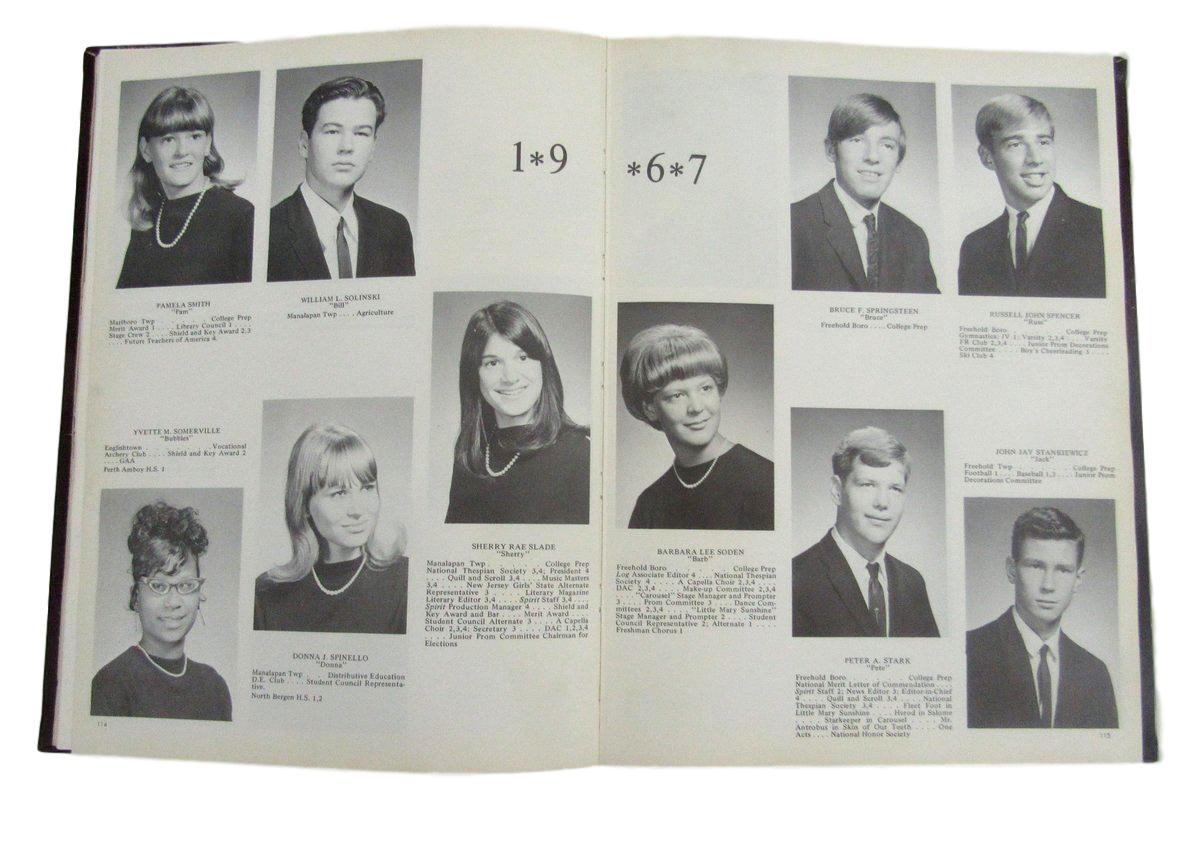 1*9
*6*7
PAMELA SMITH
"Pam"
Marlboro Twp . . . . College Prep
Merit Award 1 . . . . Library Council 1 . . . .
Stage Crew 2 . . . . Shield and Key Award 2,3
. . . . Future Teachers of America 4.
WILLIAM L. SOLINSKI
"Bill"
Manalapan Twp . . . . Agriculture
YVETTE M. SOMERVILLE
"Bubbles"
Englishtown . . . . Vocational
Archery Club . . . . Shield and Key Award 2
. . . . GAA
Perth Amboy H.S. 1
DONNA J. SPINELLO
"Donna"
Manalapan Twp . . . . Distributive Education
D.E. Club . . . . Student Council Representa-
tive.
North Bergen H.S. 1,2
SHERRY RAE SLADE
"Sherry"
Manalapan Twp . . . . College Prep
National Thespian Society 3,4; President 4
. . . . Quill and Scroll 3,4 . . . . Music Masters
3,4 . . . . New Jersey Girls' State Alternate
Representative 3 . . . . Literary Magazine
Literary Editor 3,4 . . . . Spirit Staff 3,4 . . . .
Spirit Production Manager 4 . . . . Shield and
Key Award and Bar . . . . Merit Award . . . .
Student Council Alternate 3 . . . . A Capella
Choir 2,3,4; Secretary 3 . . . . DAC 1,2,3,4
. . . . Junior Prom Committee Chairman for
Elections
114
BARBARA LEE SODEN
"Barb"
Freehold Boro . . . . College Prep
Log Associate Editor 4 . . . . National Thespian
Society 4 . . . . A Capella Choir 2,3,4 . . . .
DAC 2,3,4 . . . . Make-up Committee 2,3,4
. . . . "Carousel" Stage Manager and Prompter
3 . . . . Prom Committee 3 . . . . Dance Com-
mittees 2,3,4 . . . . "Little Mary Sunshine"
Stage Manager and Prompter 2 . . . . Student
Council Representative 2; Alternate 1 . . . .
Freshman Chorus 1
BRUCE F. SPRINGSTEEN
"Bruce"
Freehold Boro . . . . College Prep
RUSSELL JOHN SPENCER
"Russ"
Freehold Boro . . . . College Prep
Gymnastics: JV 1; Varsity 2,3,4 . . . . Varsity
FR Club 2,3,4 . . . . Junior Prom Decorations
Committee . . . . Boy's Cheerleading 3 . . . .
Ski Club 4
PETER A. STARK
"Pete"
Freehold Boro . . . . College Prep
National Merit Letter of Commendation . . . .
Spirit Staff 2; News Editor 3; Editor-in-Chief
4 . . . . Quill and Scroll 3,4 . . . . National
Thespian Society 3,4 . . . . Fleet Foot in
Little Mary Sunshine . . . . Herod in Salome
. . . . Starkeeper in Carousel . . . . Mr.
Antrobus in Skin of Our Teeth . . . . One
Acts . . . . National Honor Society
JOHN JAY STANKIEWICZ
"Jack"
Freehold Twp . . . . College Prep
Football 1 . . . . Baseball 1,3 . . . . Junior Prom
Decorations Committee
115